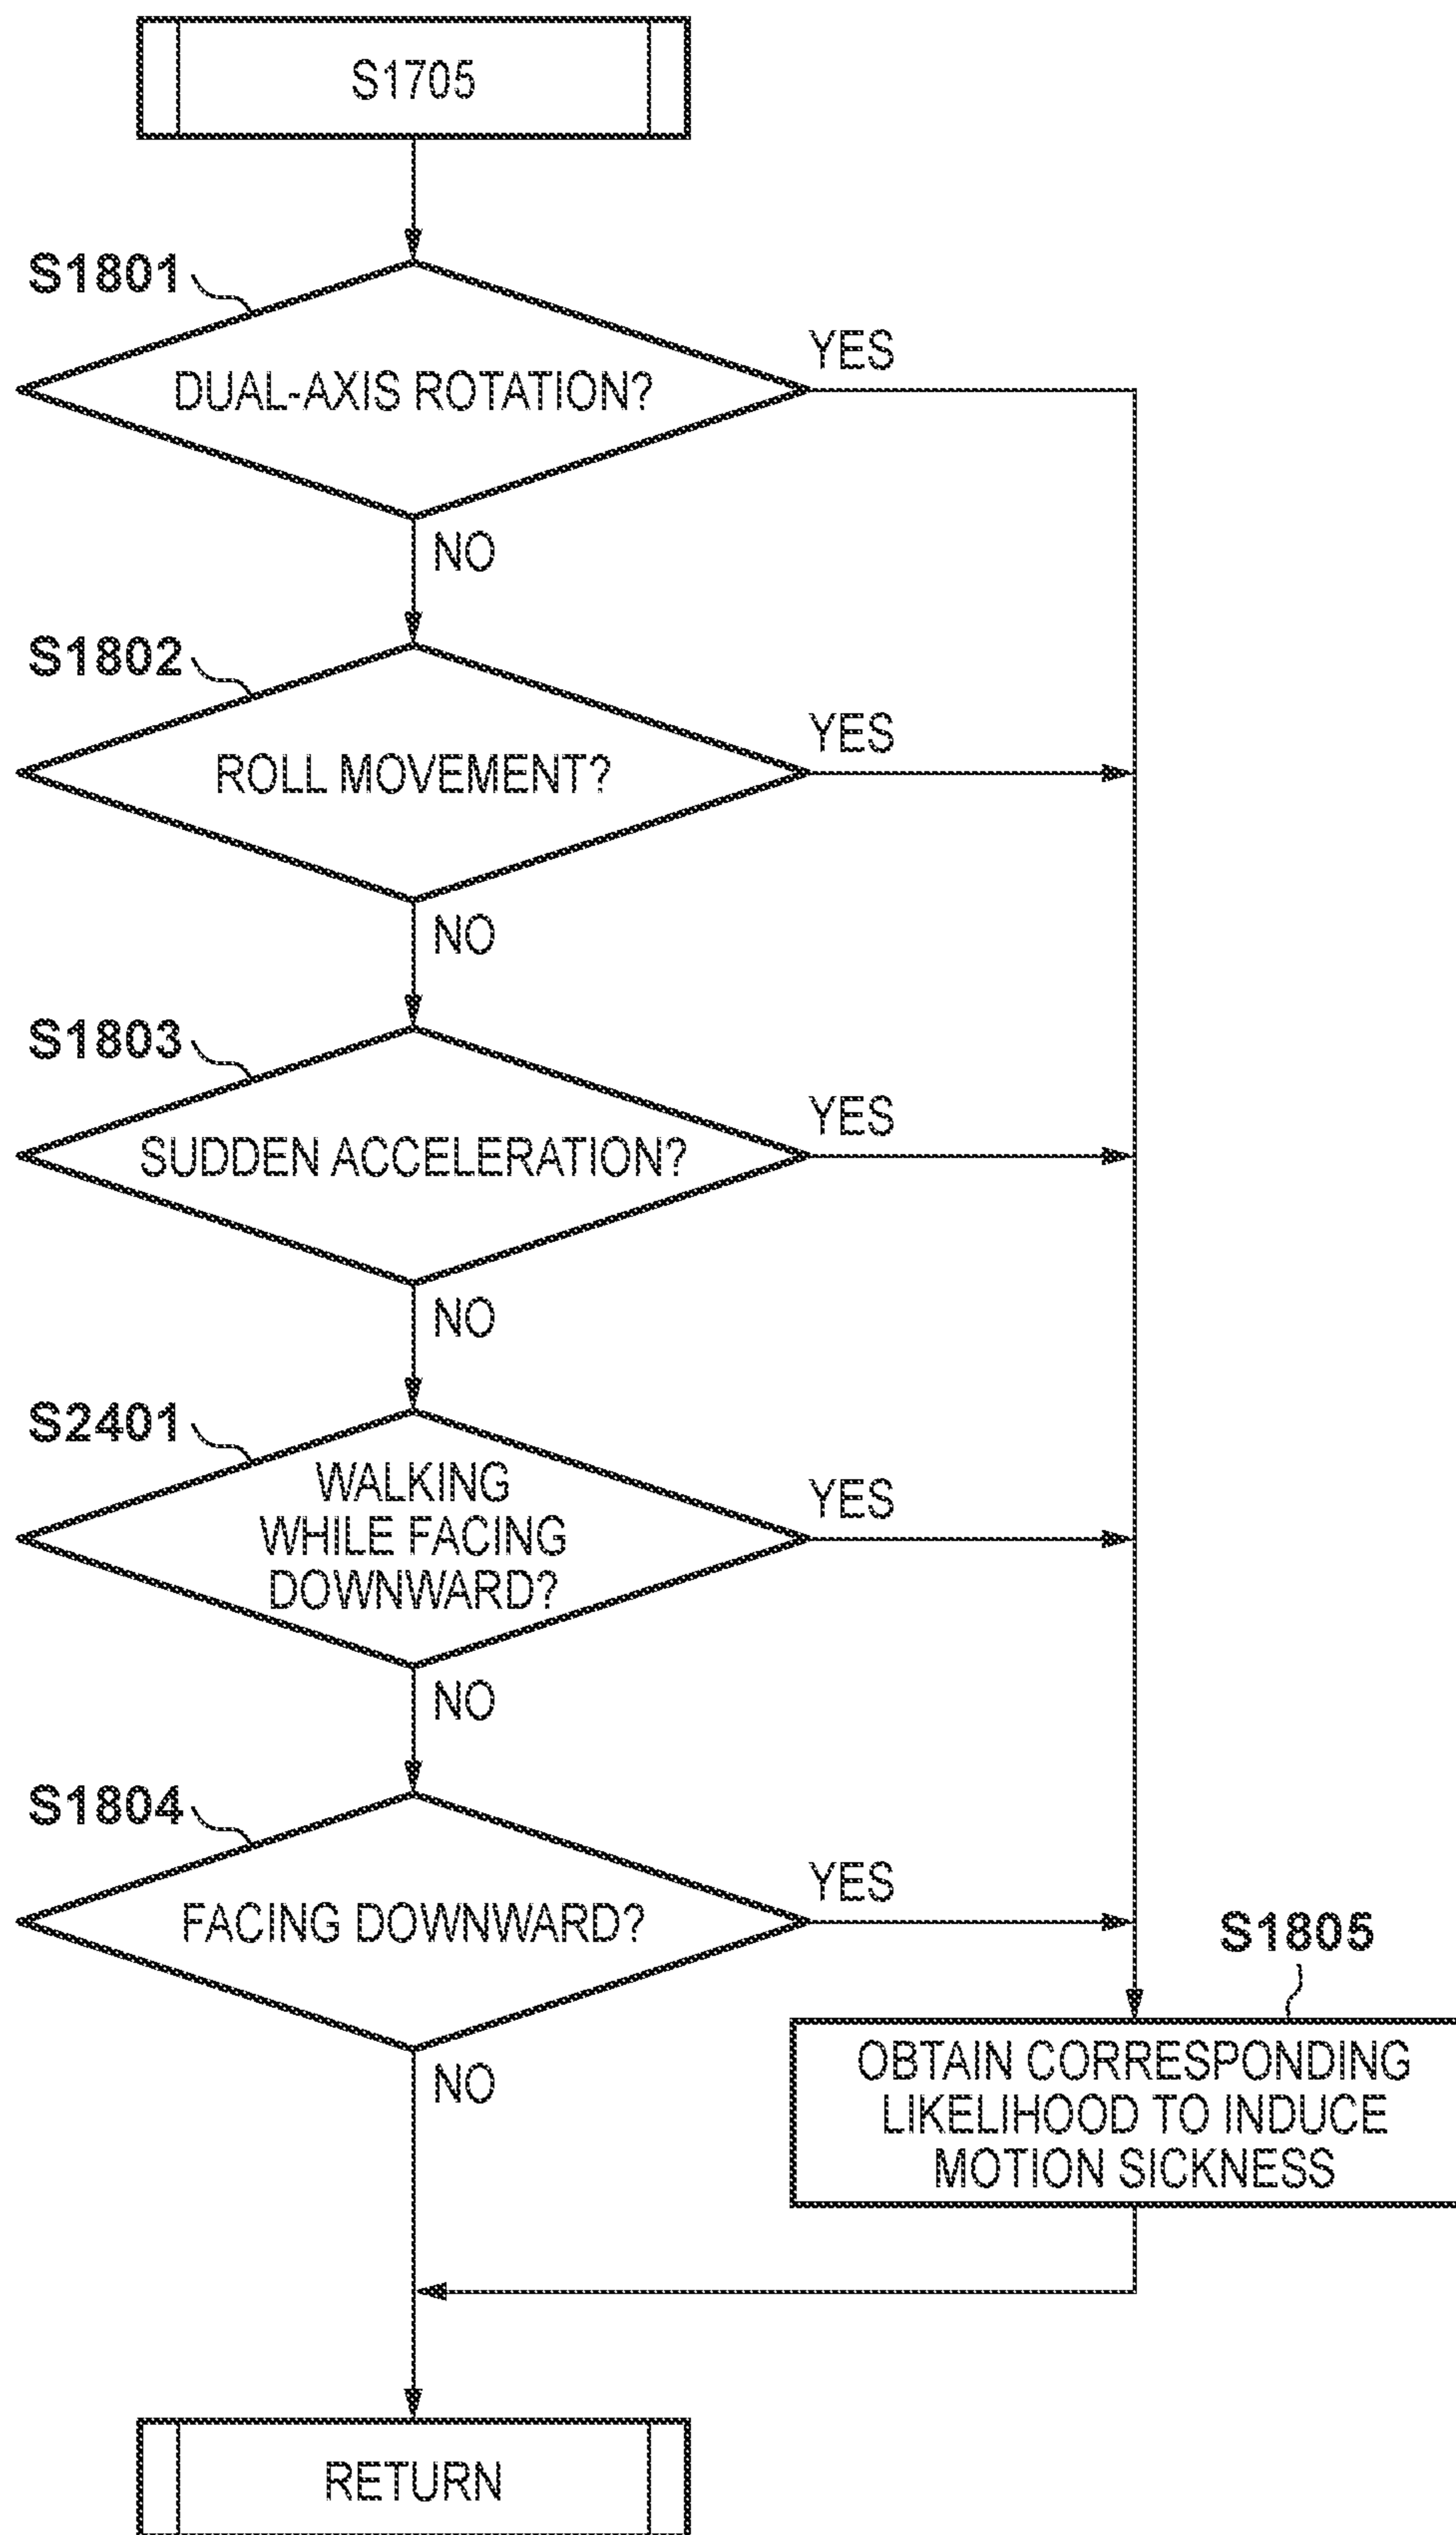 S1705
S1801
DUAL-AXIS ROTATION?
YES
NO
S1802
ROLL MOVEMENT?
YES
NO
S1803
SUDDEN ACCELERATION?
YES
NO
S2401
WALKING
WHILE FACING
DOWNWARD?
YES
NO
S1804
FACING DOWNWARD?
YES
NO
S1805
OBTAIN CORRESPONDING
LIKELIHOOD TO INDUCE
MOTION SICKNESS
RETURN